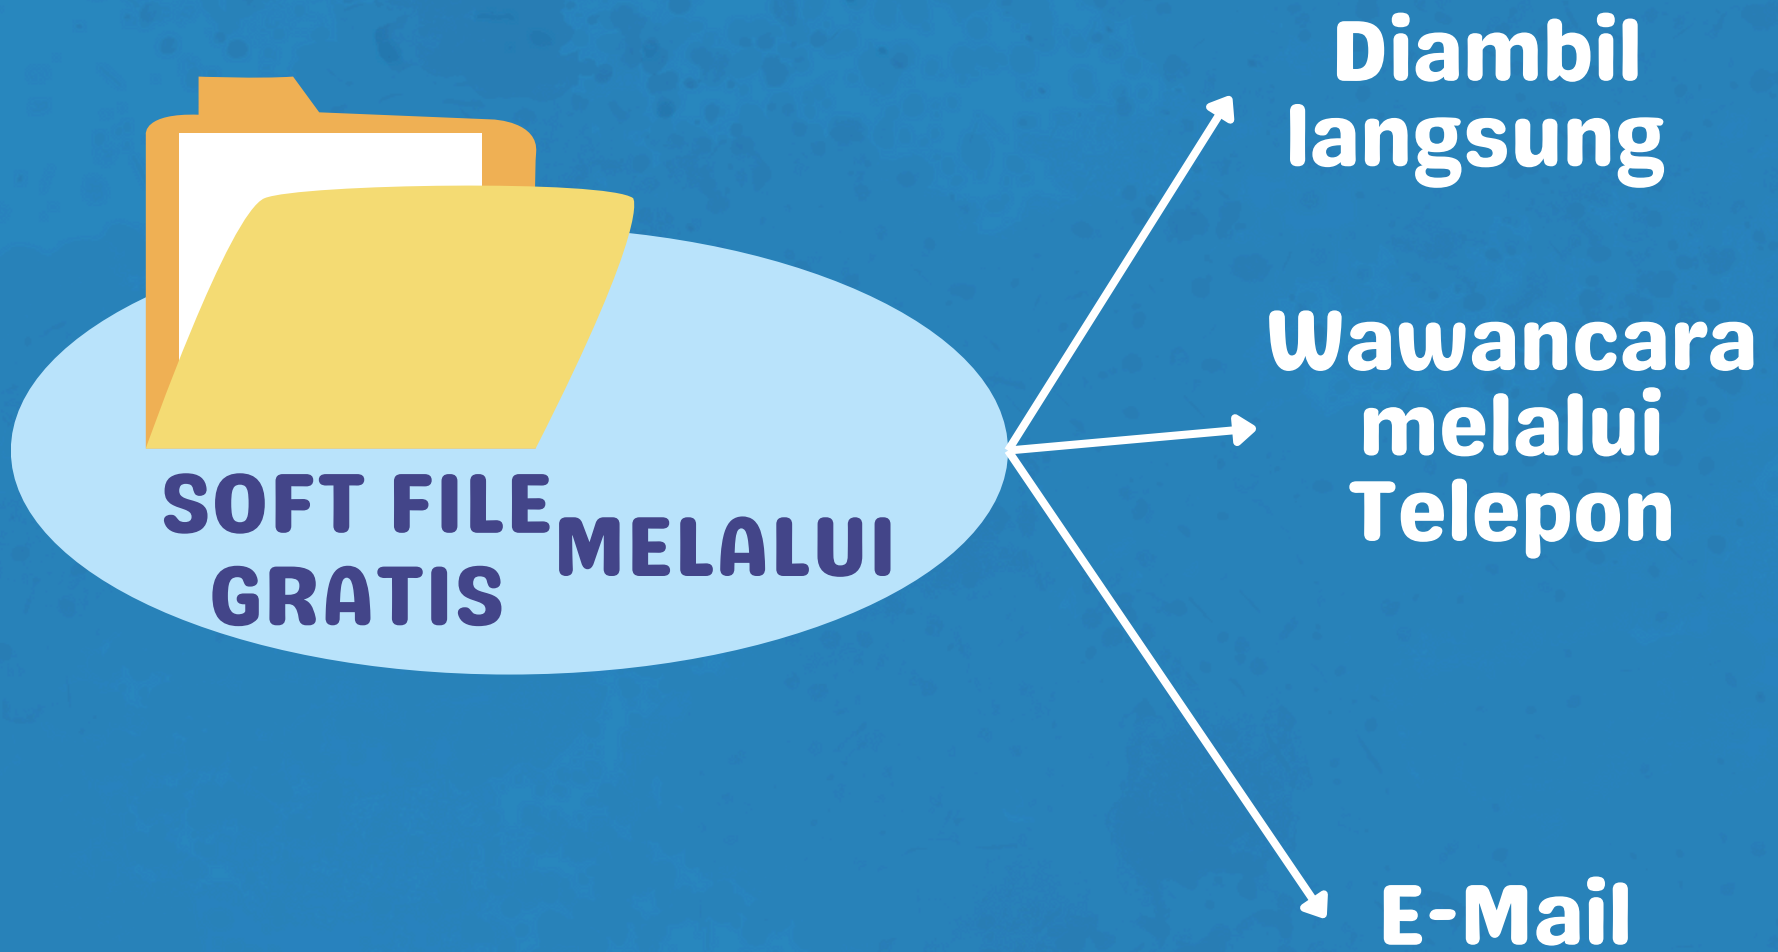 SOFT FILE
GRATIS
MELALUI
Diambil
langsung
Wawancara
melalui
Telepon
E-Mail